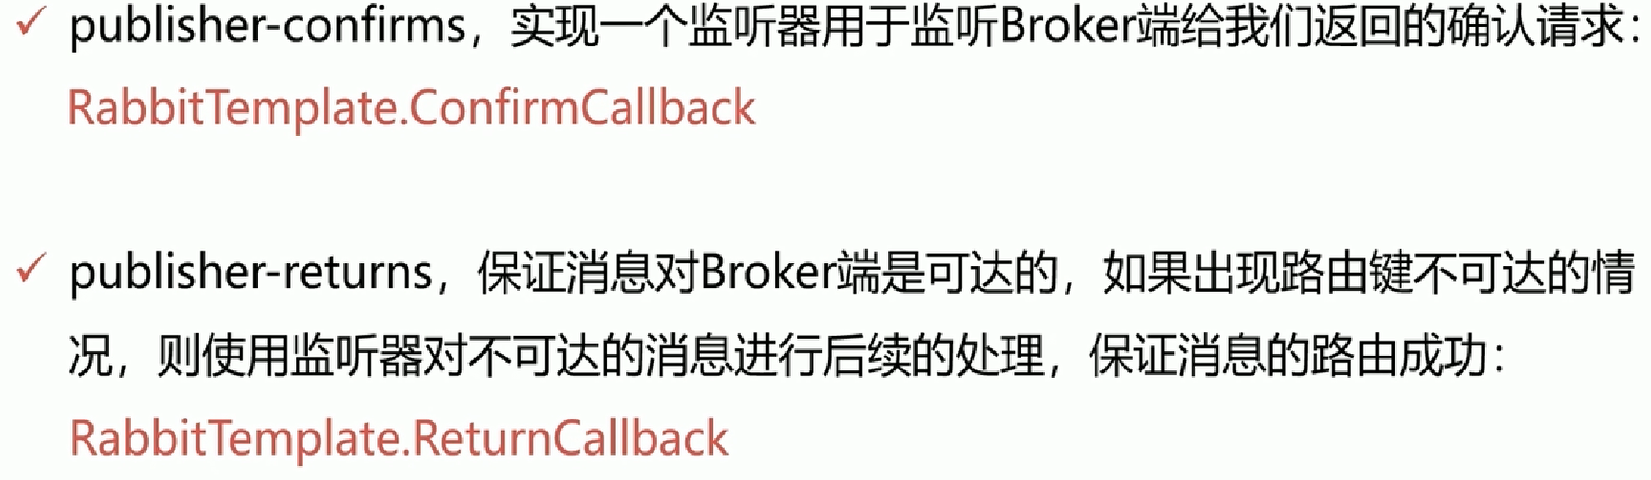 ✓ publisher-confirms，实现一个监听器用于监听Broker端给我们返回的确认请求：
RabbitTemplate.ConfirmCallback
✓ publisher-returns，保证消息对Broker端是可达的，如果出现路由键不可达的情
况，则使用监听器对不可达的消息进行后续的处理，保证消息的路由成功：
RabbitTemplate.ReturnCallback